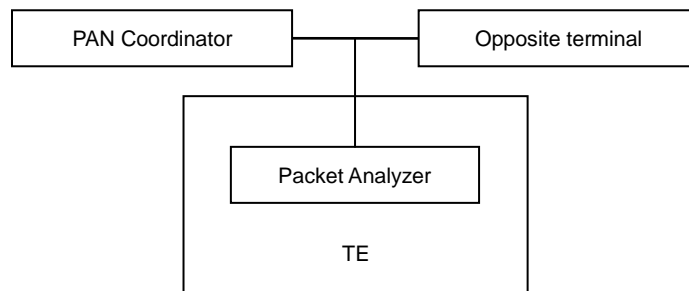 PAN Coordinator
Opposite terminal
Packet Analyzer
TE